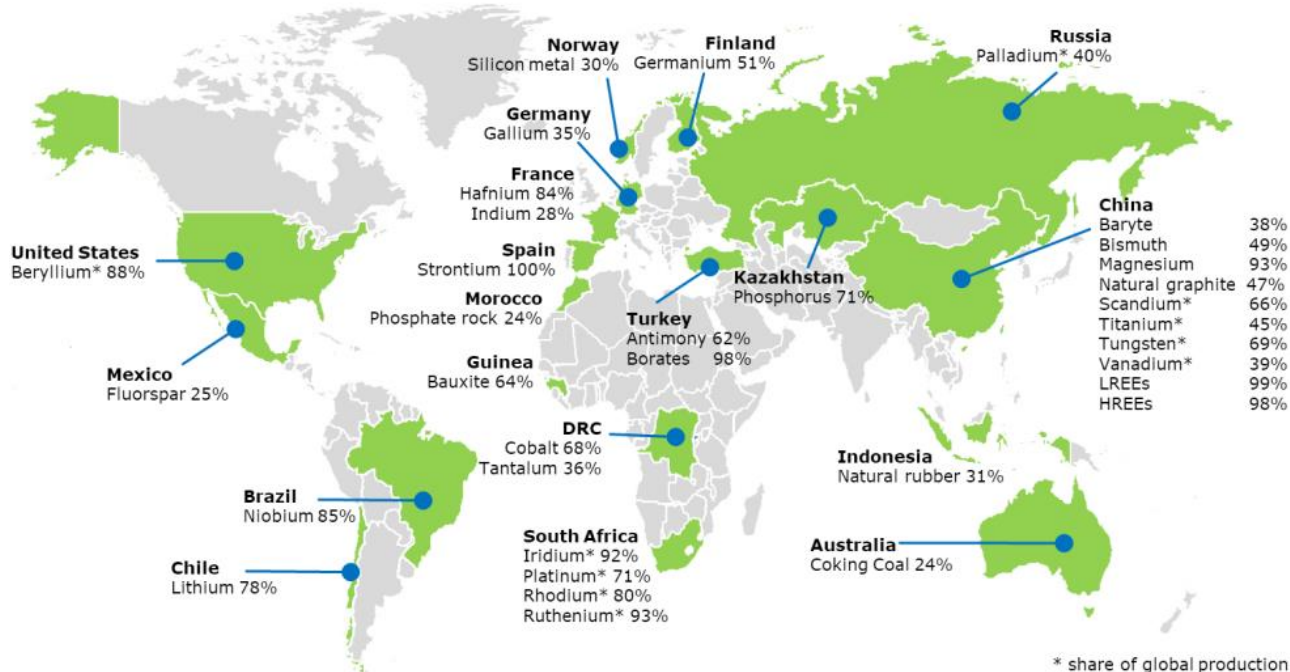 Norway
Silicon metal 30%
Finland
Germanium 51%
Russia
Palladium* 40%
Germany
Gallium 35%
France
Hafnium 84%
Indium 28%
United States
Beryllium* 88%
Spain
Strontium 100%
Morocco
Phosphate rock 24%
Turkey
Antimony 62%
Borates 98%
Kazakhstan
Phosphorus 71%
China
Baryte 38%
Bismuth 49%
Magnesium 93%
Natural graphite 47%
Scandium* 66%
Titanium* 45%
Tungsten* 69%
Vanadium* 39%
LREEs 99%
HREEs 98%
Mexico
Fluorspar 25%
Guinea
Bauxite 64%
DRC
Cobalt 68%
Tantalum 36%
Indonesia
Natural rubber 31%
Brazil
Niobium 85%
Chile
Lithium 78%
South Africa
Iridium* 92%
Platinum* 71%
Rhodium* 80%
Ruthenium* 93%
Australia
Coking Coal 24%
* share of global production